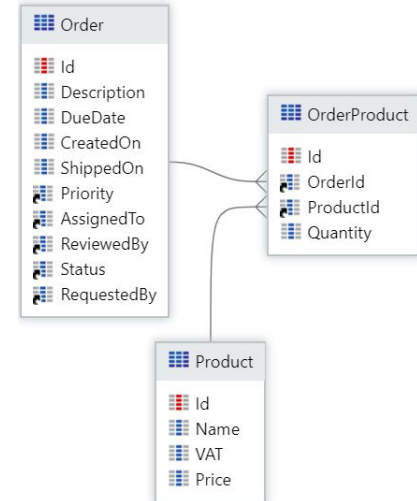 Order
Id
Description
DueDate
CreatedOn
ShippedOn
Priority
AssignedTo
ReviewedBy
Status
RequestedBy
OrderProduct
Id
OrderId
ProductId
Quantity
Product
Id
Name
VAT
Price